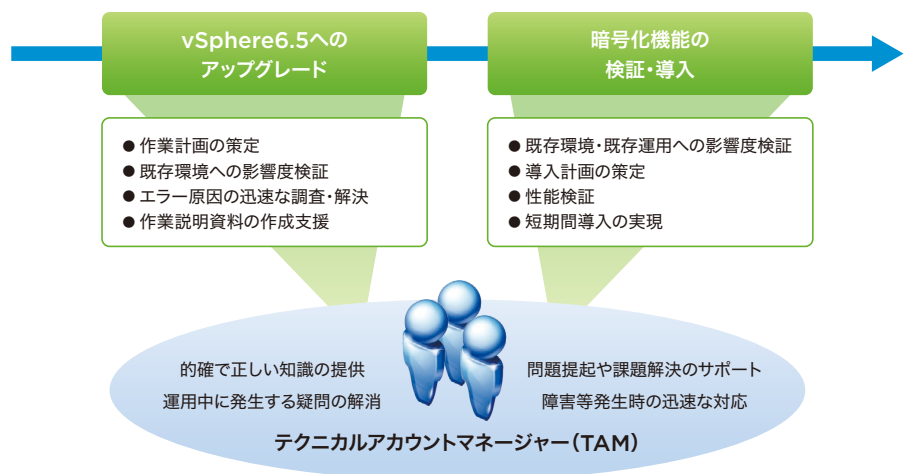 vSphere6.5への
アップグレード
暗号化機能の
検証・導入
● 作業計画の策定
● 既存環境への影響度検証
● エラー原因の迅速な調査・解決
● 作業説明資料の作成支援
● 既存環境・既存運用への影響度検証
● 導入計画の策定
● 性能検証
● 短期間導入の実現
的確で正しい知識の提供
運用中に発生する疑問の解消
問題提起や課題解決のサポート
障害等発生時の迅速な対応
テクニカルアカウントマネージャー（TAM）